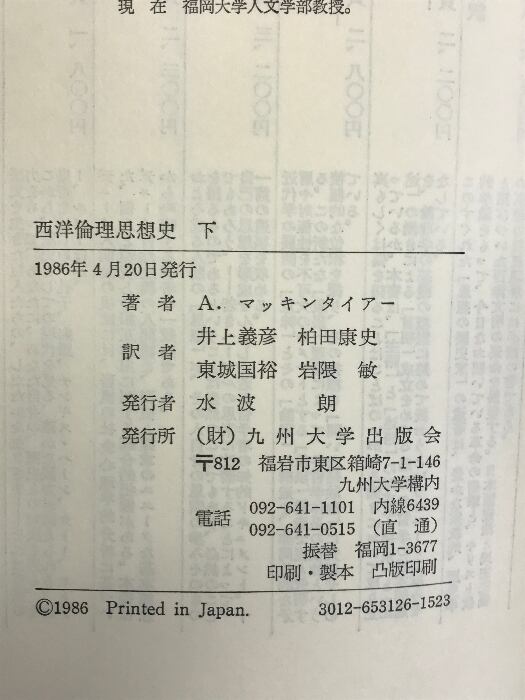 現 在 福岡大学人文学部教授。
西洋倫理思想史 下
1986年4月20日発行
著 者 A. マッキンタイアー
訳 者 井上義彦 柏田康史
東城国裕 岩隈 敏
発行者 水 波 朗
発行所 (財)九州大学出版会
〒812 福岩市東区箱崎7-1-146
九州大学構内
電話 092-641-1101 内線6439
092-641-0515 (直 通)
振替 福岡1-3677
印刷・製本 凸版印刷
©1986 Printed in Japan. 3012-653126-1523